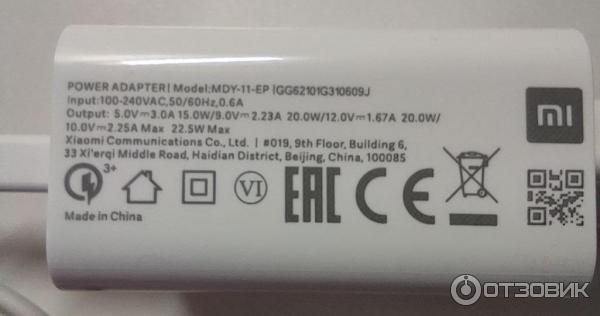 POWER ADAPTER| Model:MDY-11-EP |GG62101G310609J
Input:100-240VAC,50/60Hz,0.6A
Output: 5.0V⎓3.0A 15.0W/9.0V⎓2.23A 20.0W/12.0V⎓1.67A 20.0W/
10.0V⎓2.25A Max 22.5W Max
Xiaomi Communications Co., Ltd. | #019, 9th Floor, Building 6,
33 Xi'erqi Middle Road, Haidian District, Beijing, China, 100085
mi
3+
VI
EAC CE
Made in China
ОТЗОВИК